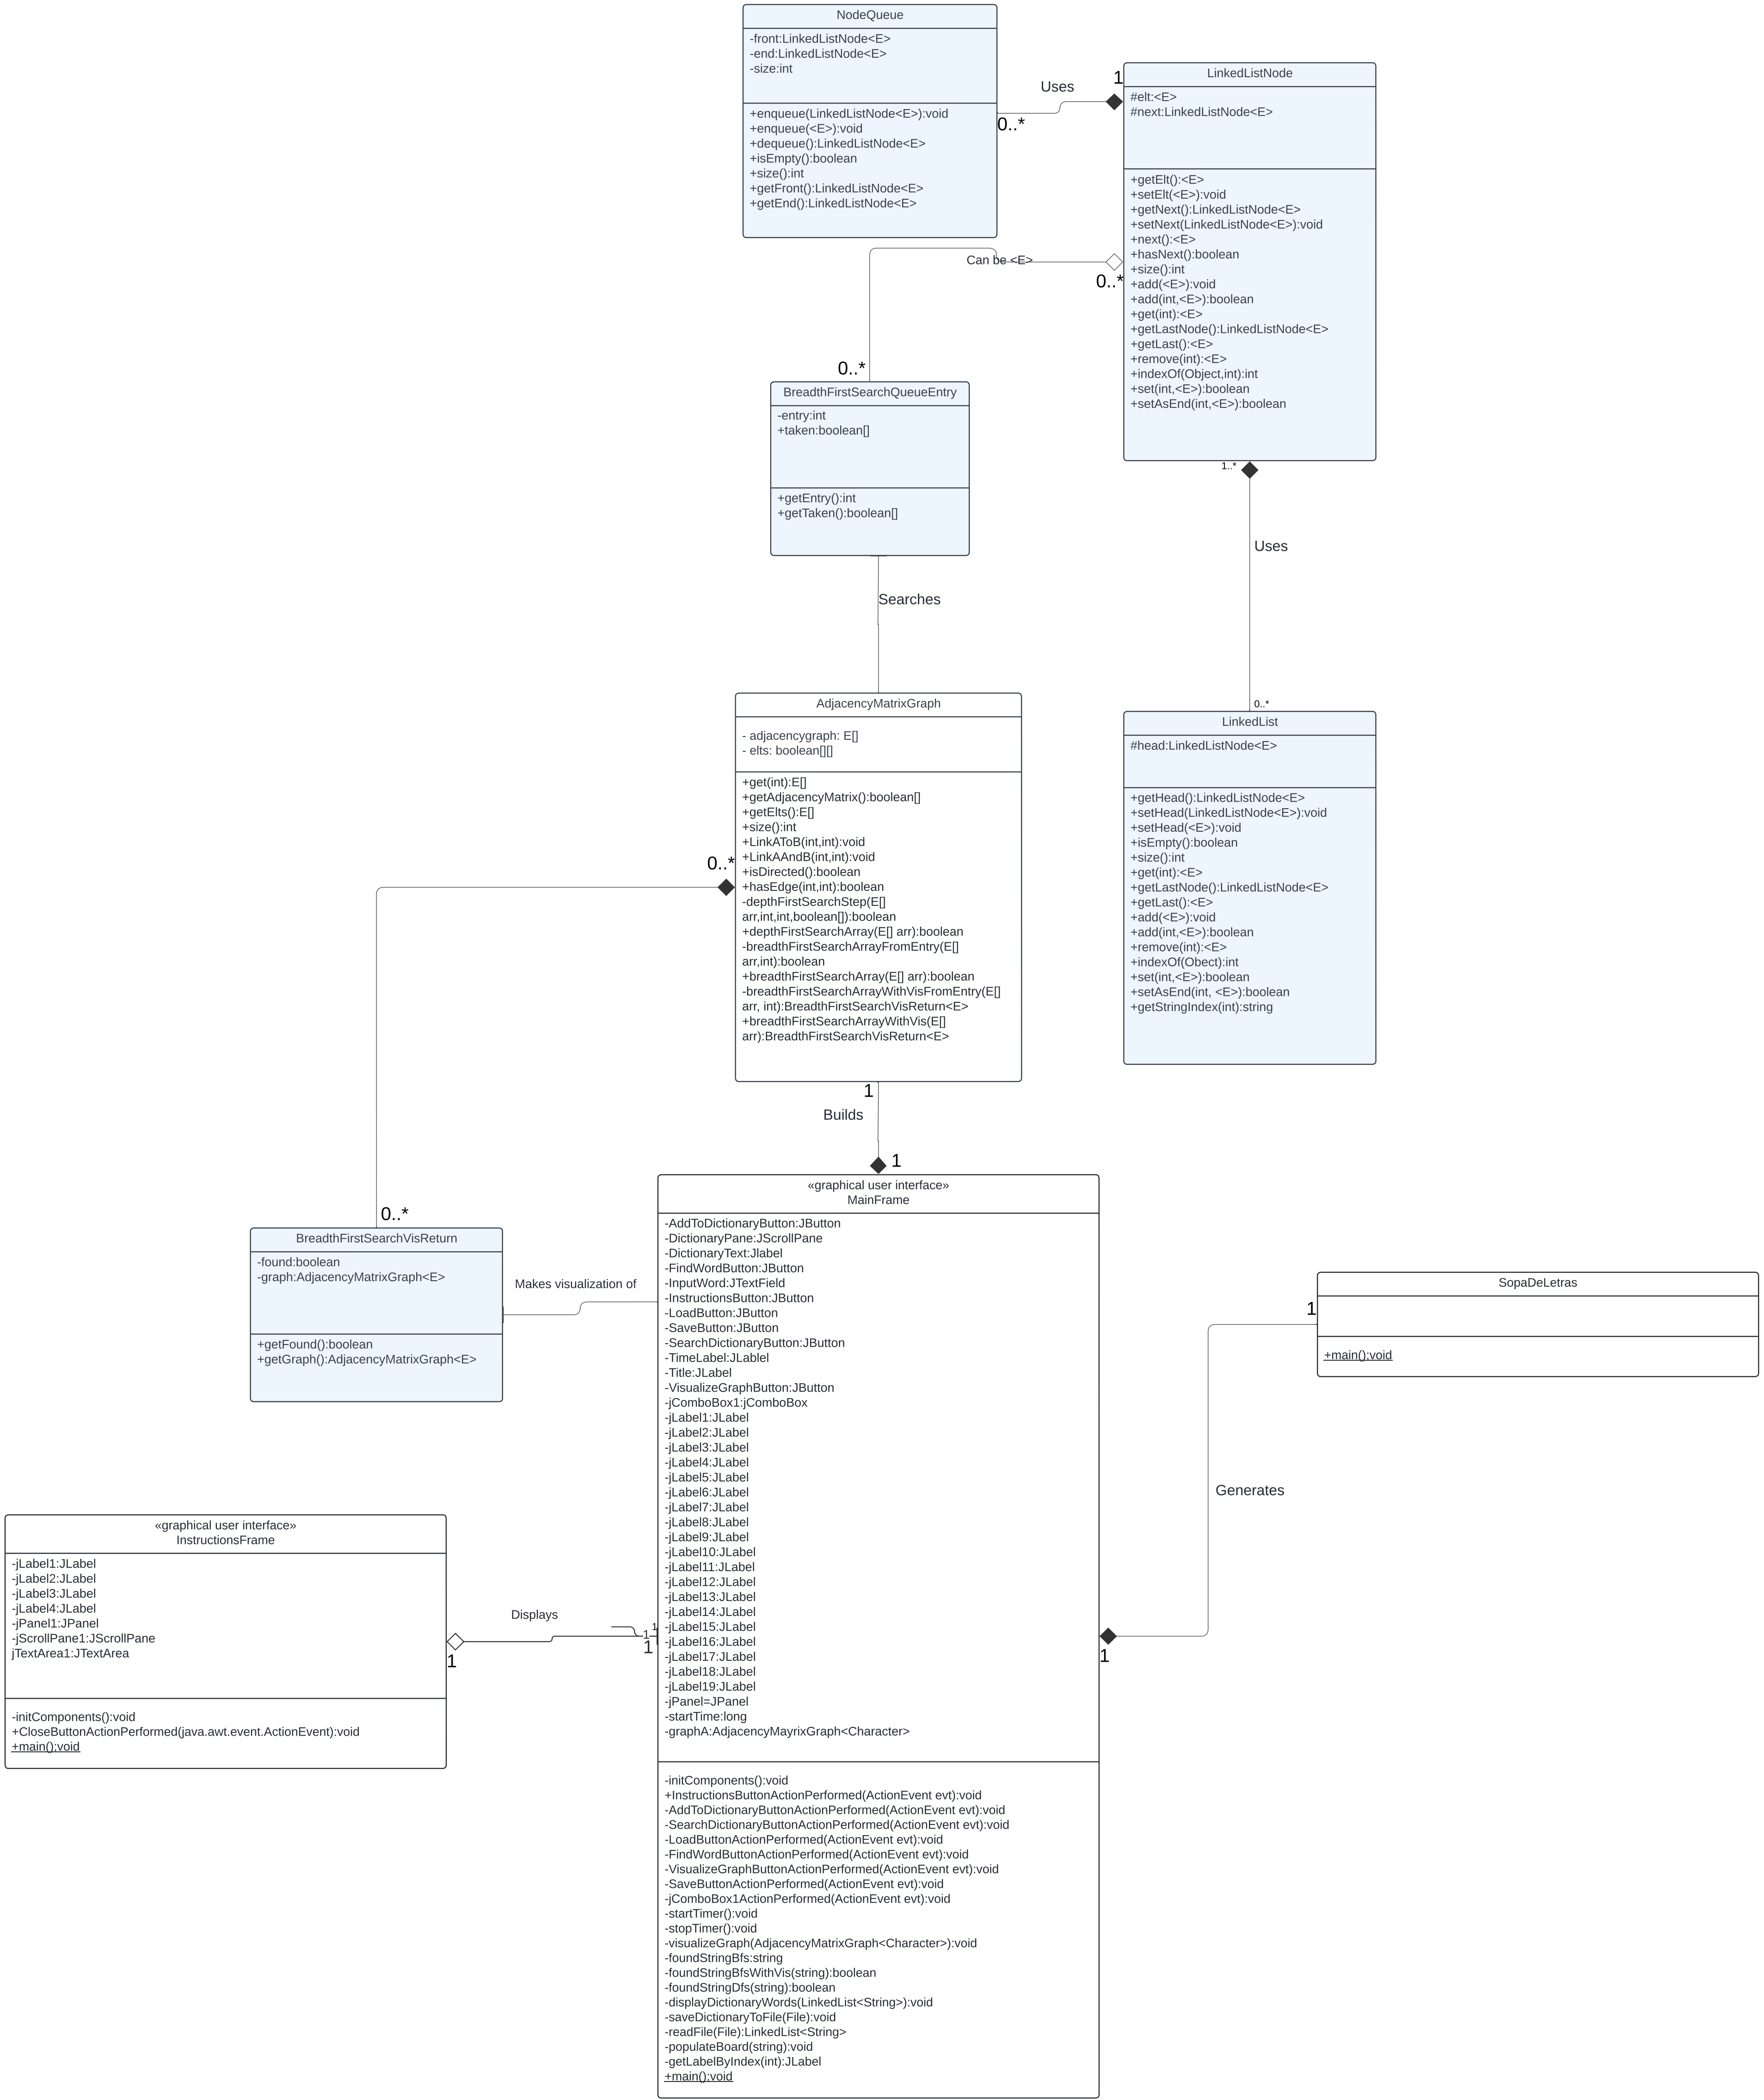 NodeQueue
-front:LinkedListNode<E>
-end:LinkedListNode<E>
-size:int
+enqueue(LinkedListNode<E>):void
+enqueue(<E>):void
+dequeue():LinkedListNode<E>
+isEmpty():boolean
+size():int
+getFront():LinkedListNode<E>
+getEnd():LinkedListNode<E>
Uses
1
0..*
LinkedListNode
#elt:<E>
#next:LinkedListNode<E>
+getElt():<E>
+setElt(<E>):void
+getNext():LinkedListNode<E>
+setNext(LinkedListNode<E>):void
+next():<E>
+hasNext():boolean
+size():int
+add(<E>):void
+add(int,<E>):boolean
+get(int):<E>
+getLastNode():LinkedListNode<E>
+getLast():<E>
+remove(int):<E>
+indexOf(Object,int):int
+set(int,<E>):boolean
+setAsEnd(int,<E>):boolean
Can be <E>
0..*
0..*
BreadthFirstSearchQueueEntry
-entry:int
+taken:boolean[]
+getEntry():int
+getTaken():boolean[]
1..*
Uses
0..*
Searches
AdjacencyMatrixGraph
- adjacencygraph: E[]
- elts: boolean[][]
+get(int):E[]
+getAdjacencyMatrix():boolean[]
+getElts():E[]
+size():int
+LinkAToB(int,int):void
+LinkAAndB(int,int):void
+isDirected():boolean
+hasEdge(int,int):boolean
-depthFirstSearchStep(E[]
arr,int,int,boolean[]):boolean
+depthFirstSearchArray(E[] arr):boolean
-breadthFirstSearchArrayFromEntry(E[]
arr,int):boolean
+breadthFirstSearchArray(E[] arr):boolean
-breadthFirstSearchArrayWithVisFromEntry(E[]
arr, int):BreadthFirstSearchVisReturn<E>
+breadthFirstSearchArrayWithVis(E[]
arr):BreadthFirstSearchVisReturn<E>
LinkedList
#head:LinkedListNode<E>
+getHead():LinkedListNode<E>
+setHead(LinkedListNode<E>):void
+setHead(<E>):void
+isEmpty():boolean
+size():int
+get(int):<E>
+getLastNode():LinkedListNode<E>
+getLast():<E>
+add(<E>):void
+add(int,<E>):boolean
+remove(int):<E>
+indexOf(Obect):int
+set(int,<E>):boolean
+setAsEnd(int, <E>):boolean
+getStringIndex(int):string
0..*
0..*
1
Builds
1
BreadthFirstSearchVisReturn
-found:boolean
-graph:AdjacencyMatrixGraph<E>
+getFound():boolean
+getGraph():AdjacencyMatrixGraph<E>
Makes visualization of
«graphical user interface»
MainFrame
-AddToDictionaryButton:JButton
-DictionaryPane:JScrollPane
-DictionaryText:Jlabel
-FindWordButton:JButton
-InputWord:JTextField
-InstructionsButton:JButton
-LoadButton:JButton
-SaveButton:JButton
-SearchDictionaryButton:JButton
-TimeLabel:JLablel
-Title:JLabel
-VisualizeGraphButton:JButton
-jComboBox1:jComboBox
-jLabel1:JLabel
-jLabel2:JLabel
-jLabel3:JLabel
-jLabel4:JLabel
-jLabel5:JLabel
-jLabel6:JLabel
-jLabel7:JLabel
-jLabel8:JLabel
-jLabel9:JLabel
-jLabel10:JLabel
-jLabel11:JLabel
-jLabel12:JLabel
-jLabel13:JLabel
-jLabel14:JLabel
-jLabel15:JLabel
-jLabel16:JLabel
-jLabel17:JLabel
-jLabel18:JLabel
-jLabel19:JLabel
-jPanel=JPanel
-startTime:long
-graphA:AdjacencyMayrixGraph<Character>
-initComponents():void
+InstructionsButtonActionPerformed(ActionEvent evt):void
-AddToDictionaryButtonActionPerformed(ActionEvent evt):void
-SearchDictionaryButtonActionPerformed(ActionEvent evt):void
-LoadButtonActionPerformed(ActionEvent evt):void
-FindWordButtonActionPerformed(ActionEvent evt):void
-VisualizeGraphButtonActionPerformed(ActionEvent evt):void
-SaveButtonActionPerformed(ActionEvent evt):void
-jComboBox1ActionPerformed(ActionEvent evt):void
-startTimer():void
-stopTimer():void
-visualizeGraph(AdjacencyMatrixGraph<Character>):void
-foundStringBfs:string
-foundStringBfsWithVis(string):boolean
-foundStringDfs(string):boolean
-displayDictionaryWords(LinkedList<String>):void
-saveDictionaryToFile(File):void
-readFile(File):LinkedList<String>
-populateBoard(string):void
-getLabelByIndex(int):JLabel
+main():void
SopaDeLetras
+main():void
1
Generates
1
«graphical user interface»
InstructionsFrame
-jLabel1:JLabel
-jLabel2:JLabel
-jLabel3:JLabel
-jLabel4:JLabel
-jPanel1:JPanel
-jScrollPane1:JScrollPane
jTextArea1:JTextArea
-initComponents():void
+CloseButtonActionPerformed(java.awt.event.ActionEvent):void
+main():void
Displays
1
1
1
1